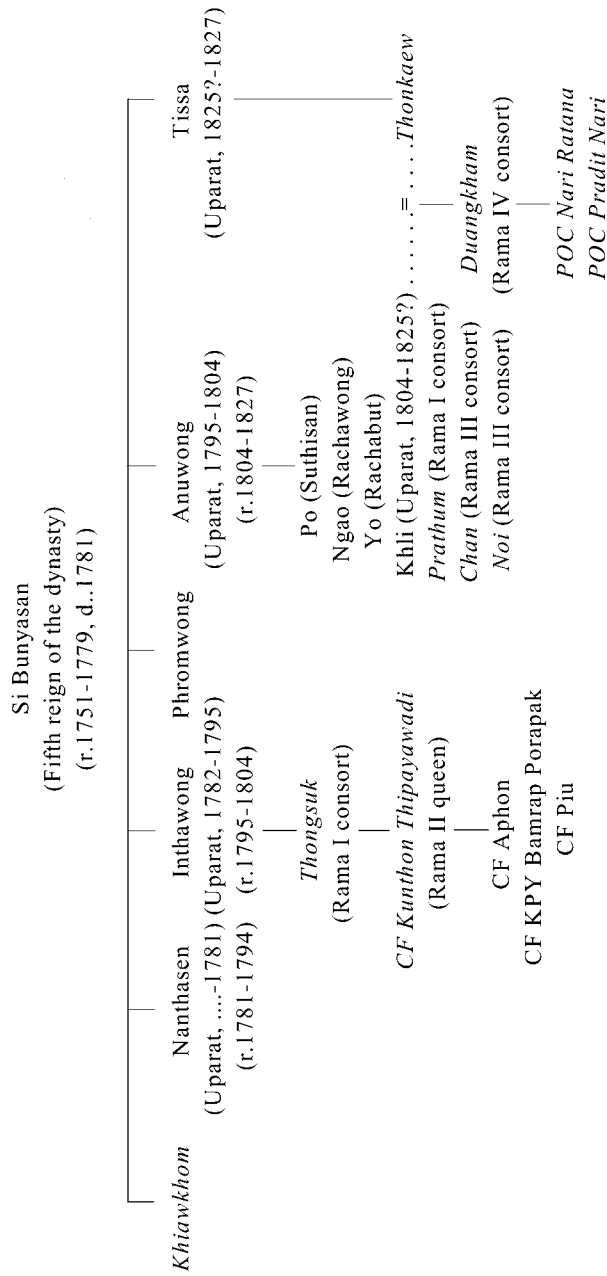 Si Bunyasan
(Fifth reign of the dynasty)
(r.1751-1779, d..1781)
Khiawkhom
Nanthasen
(Uparat, ....-1781)
(r.1781-1794)
Inthawong
(Uparat, 1782-1795)
(r.1795-1804)
Thongsuk
(Rama I consort)
CF Kunthon Thipayawadi
(Rama II queen)
CF Aphon
CF KPY Bamrap Porapak
CF Piu
Phromwong
Anuwong
(Uparat, 1795-1804)
(r.1804-1827)
Po (Suthisan)
Ngao (Rachawong)
Yo (Rachabut)
Khli (Uparat, 1804-1825?) . . . . . . . = . . . . . Thonkaew
Prathum (Rama I consort)
Chan (Rama III consort)
Noi (Rama III consort)
Tissa
(Uparat, 1825?-1827)
Duangkham
(Rama IV consort)
POC Nari Ratana
POC Pradit Nari